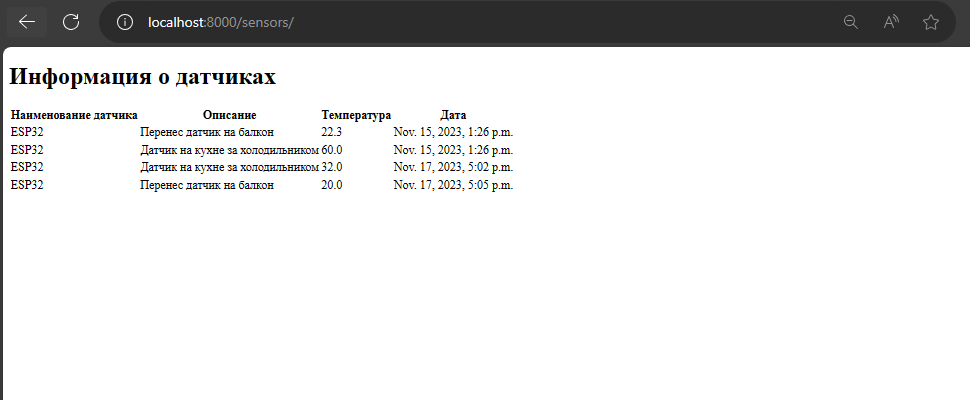 localhost:8000/sensors/
Информация о датчиках
Наименование датчика Описание Температура Дата
ESP32 Перенес датчик на балкон 22.3 Nov. 15, 2023, 1:26 p.m.
ESP32 Датчик на кухне за холодильником 60.0 Nov. 15, 2023, 1:26 p.m.
ESP32 Датчик на кухне за холодильником 32.0 Nov. 17, 2023, 5:02 p.m.
ESP32 Перенес датчик на балкон 20.0 Nov. 17, 2023, 5:05 p.m.